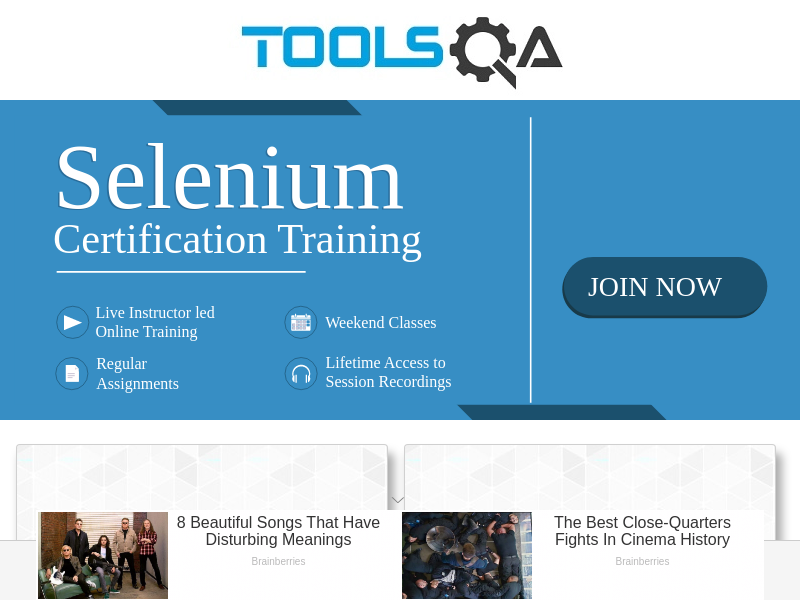 TOOLSQA
Selenium
Certification Training
JOIN NOW
Live Instructor led
Online Training
Weekend Classes
Regular
Assignments
Lifetime Access to
Session Recordings
8 Beautiful Songs That Have
Disturbing Meanings
Brainberries
The Best Close-Quarters
Fights In Cinema History
Brainberries